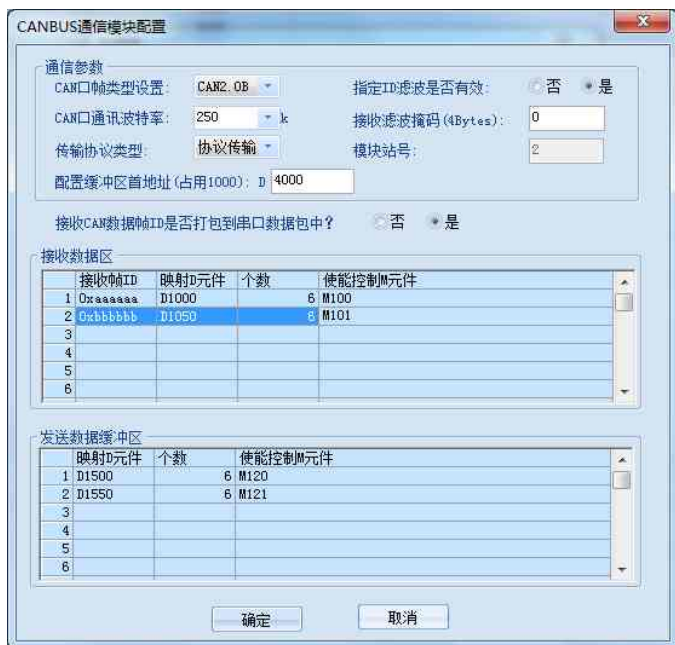 CANBUS通信模块配置
通信参数
CAN口帧类型设置: CAN2.0B 指定ID滤波是否有效: 否 是
CAN口通讯波特率: 250 k 接收滤波掩码(4Bytes): 0
传输协议类型: 协议传输 模块站号: 2
配置缓冲区首地址(占用1000): D 4000
接收CAN数据帧ID是否打包到串口数据包中? 否 是
接收数据区
接收帧ID 映射D元件 个数 使能控制M元件
1 0xaaaaaa D1000 6 M100
2 0xbbbbbb D1050 6 M101
3
4
5
6
发送数据缓冲区
映射D元件 个数 使能控制M元件
1 D1500 6 M120
2 D1550 6 M121
3
4
5
6
确定 取消